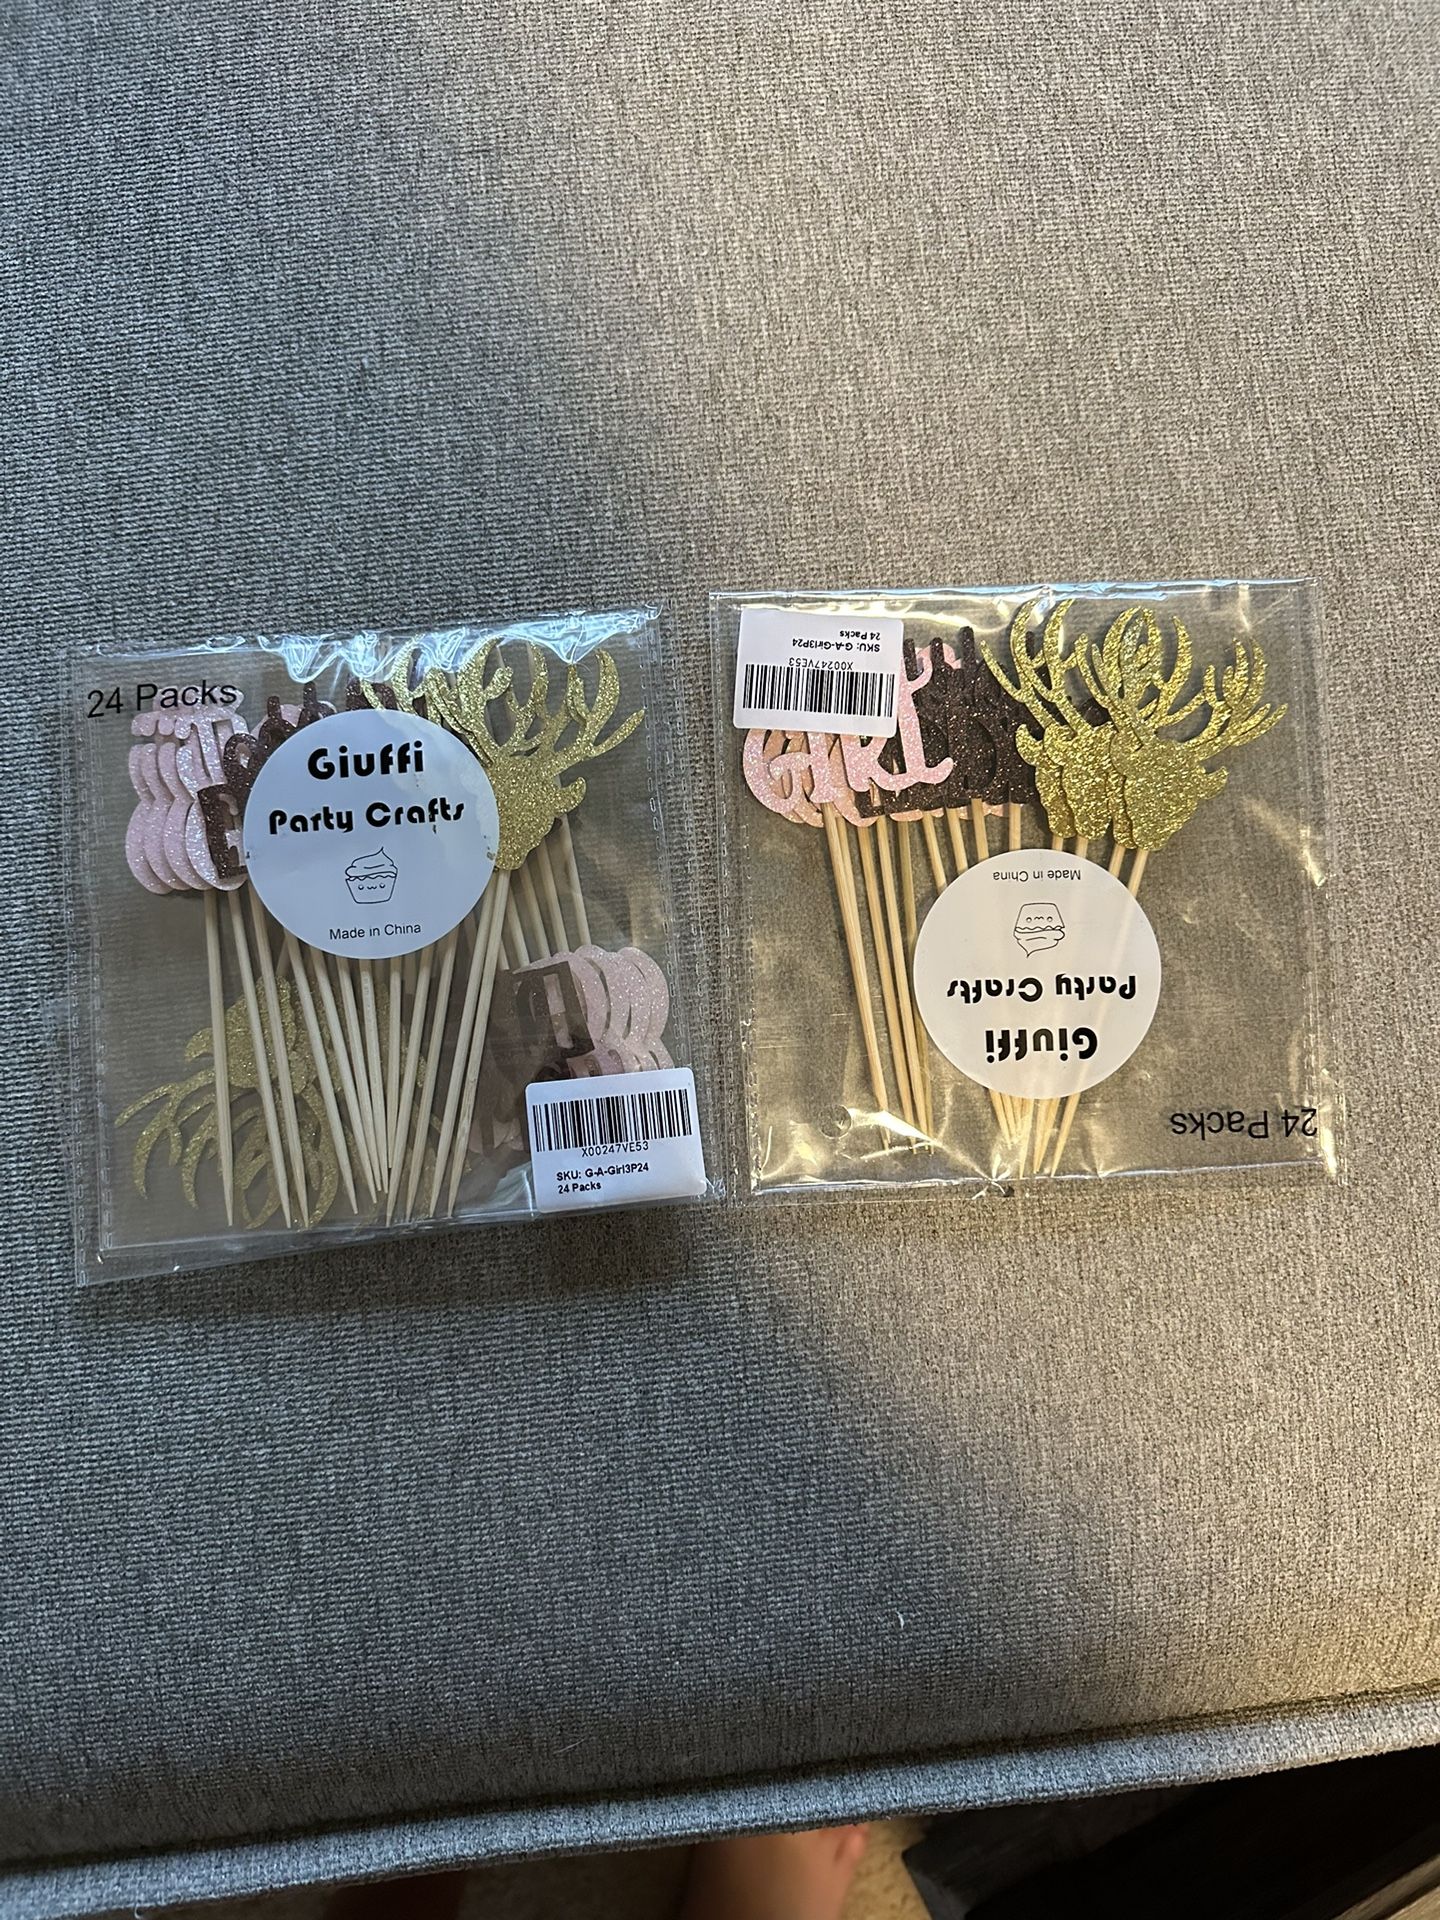 24 Packs
Giuffi
Party Crafts
Made in China
X00247VE53
SKU: G-A-Girl3P24
24 Packs
24 Packs
Giuffi
Party Crafts
Made in China
X00247VE53
SKU: G-A-Girl3P24
24 Packs
GIRL